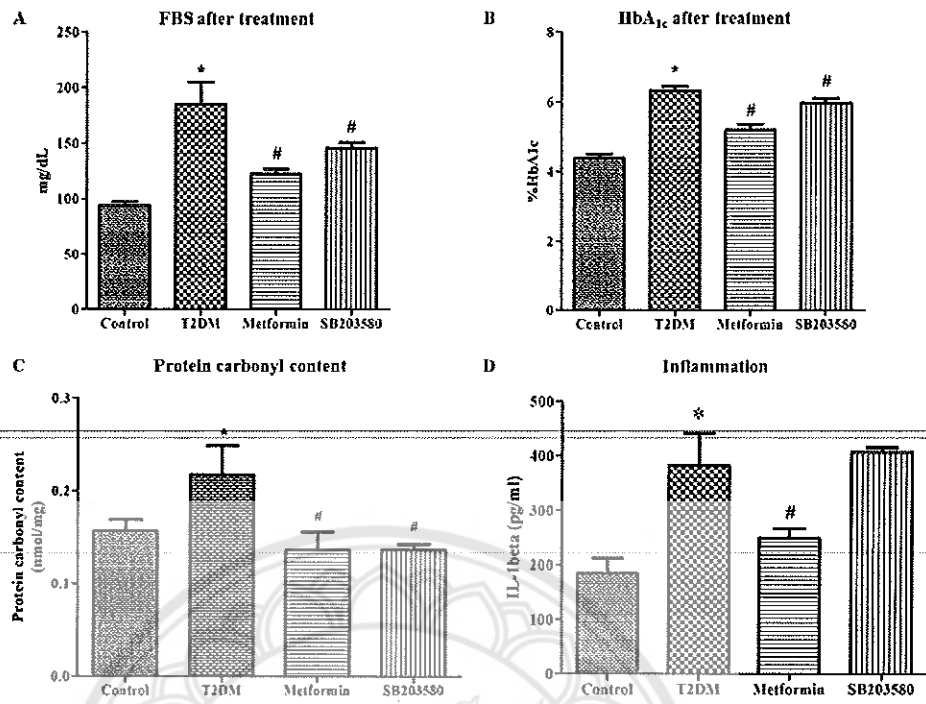 A FBS after treatment
mg/dL
250
200
150
100
50
0
*
#
#
Control T2DM Metformin SB203580
B HbA1c after treatment
%HbA1c
8
6
4
2
0
*
#
#
Control T2DM Metformin SB203580
C Protein carbonyl content
Protein carbonyl content
(nmol/mg)
0.3
0.2
0.1
0.0
*
#
#
Control T2DM Metformin SB203580
D Inflammation
IL-1beta (pg/ml)
500
400
300
200
100
0
*
#
Control T2DM Metformin SB203580